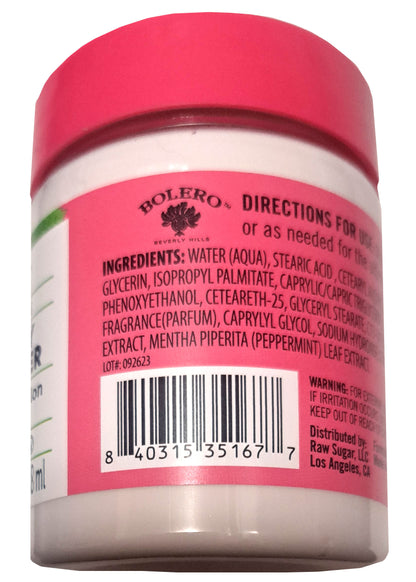 BOLERO™
BEVERLY HILLS
DIRECTIONS FOR USE
or as needed for the
INGREDIENTS: WATER (AQUA), STEARIC ACID, CETEARYL
GLYCERIN, ISOPROPYL PALMITATE, CAPRYLIC/CAPRIC
PHENOXYETHANOL, CETEARETH-25, GLYCERYL STEARATE,
FRAGRANCE(PARFUM), CAPRYLYL GLYCOL, SODIUM
EXTRACT, MENTHA PIPERITA (PEPPERMINT) LEAF EXTRACT
LOT#: 092623
WARNING: FOR
IF IRRITATION
KEEP OUT OF REACH
8 40315 35167 7
Distributed by:
Raw Sugar, LLC
Los Angeles, CA
ml